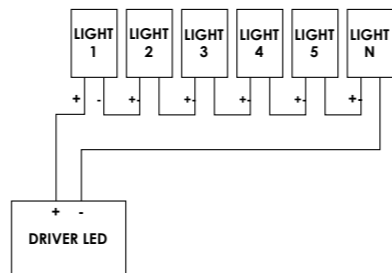 LIGHT LIGHT LIGHT LIGHT LIGHT LIGHT
1 2 3 4 5 N
+ - +- +- +- +- +-
+ -
DRIVER LED